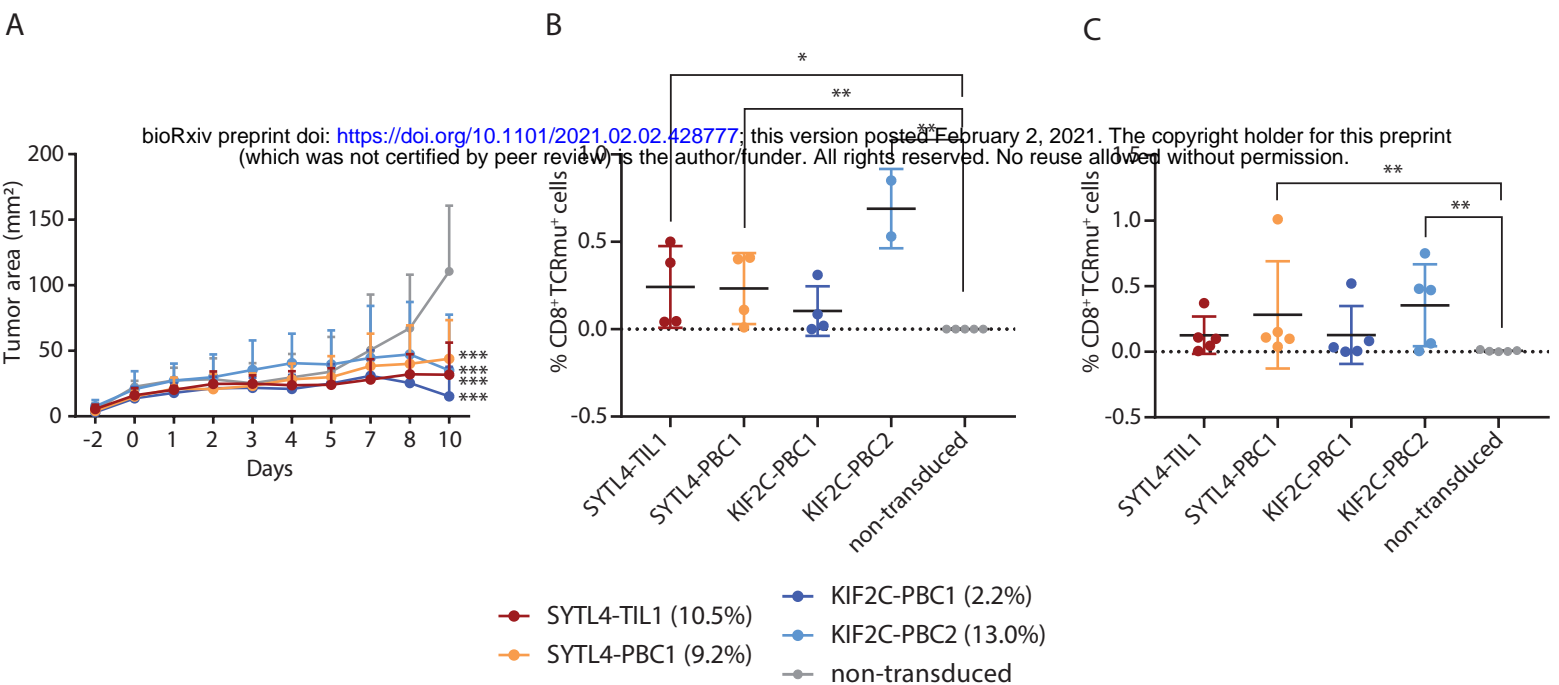 A
B
C
bioRxiv preprint doi: https://doi.org/10.1101/2021.02.02.428777; this version posted February 2, 2021. The copyright holder for this preprint
(which was not certified by peer review) is the author/funder. All rights reserved. No reuse allowed without permission.
Tumor area (mm²)
200
150
100
50
0
-2 0 1 2 3 4 5 7 8 10
Days
***
***
***
***
% CD8⁺ TCRmu⁺ cells
1.0
0.5
0.0
-0.5
*
**
**
SYTL4-TIL1
SYTL4-PBC1
KIF2C-PBC1
KIF2C-PBC2
non-transduced
% CD8⁺ TCRmu⁺ cells
1.5
1.0
0.5
0.0
-0.5
**
**
SYTL4-TIL1
SYTL4-PBC1
KIF2C-PBC1
KIF2C-PBC2
non-transduced
SYTL4-TIL1 (10.5%)
SYTL4-PBC1 (9.2%)
KIF2C-PBC1 (2.2%)
KIF2C-PBC2 (13.0%)
non-transduced